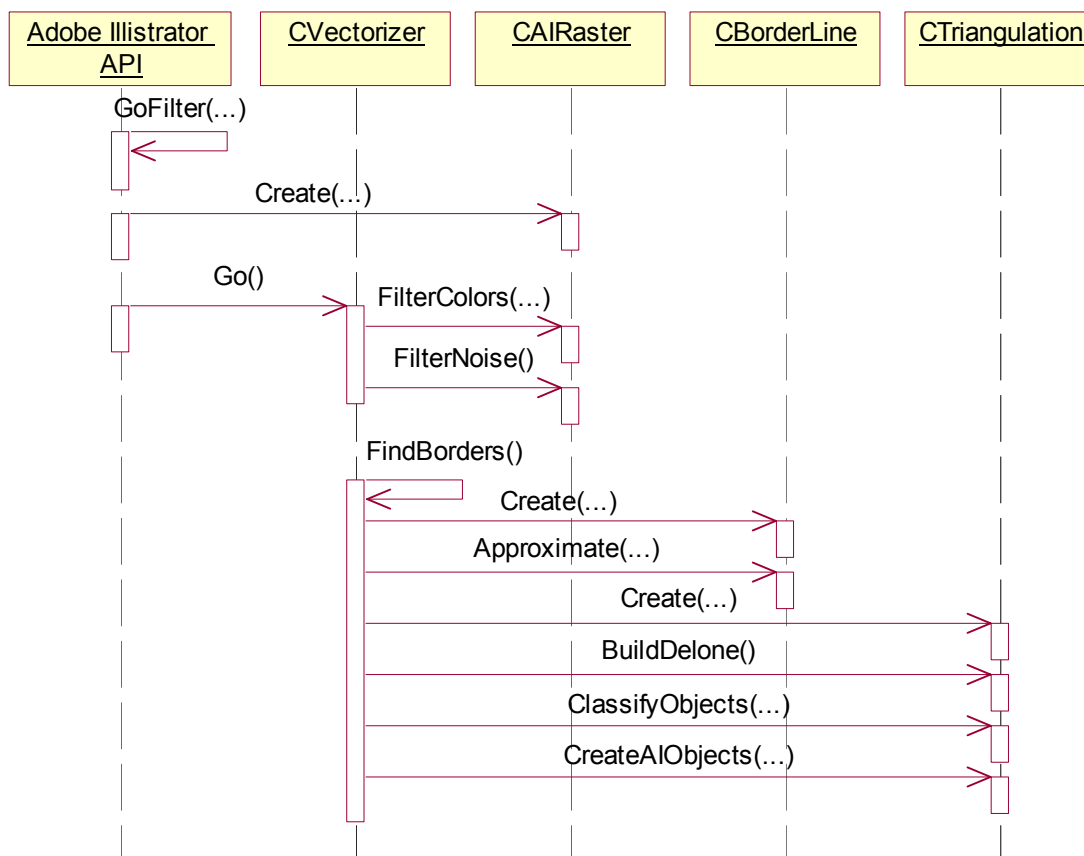 Adobe Illistrator
API
CVectorizer
CAIRaster
CBorderLine
CTriangulation
GoFilter(...)
Create(...)
Go()
FilterColors(...)
FilterNoise()
FindBorders()
Create(...)
Approximate(...)
Create(...)
BuildDelone()
ClassifyObjects(...)
CreateAIObjects(...)